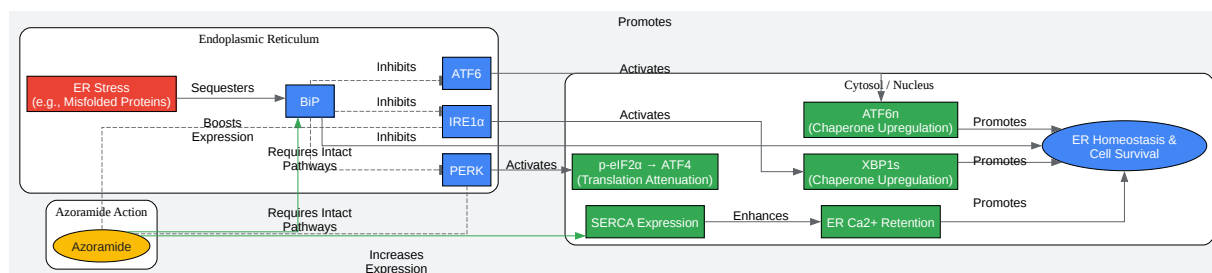 Promotes
Endoplasmic Reticulum
ER Stress
(e.g., Misfolded Proteins)
Sequesters
BiP
Inhibits
ATF6
Activates
Inhibits
IRE1α
Activates
Boosts
Expression
Inhibits
Requires Intact
Pathways
PERK
Activates
Cytosol / Nucleus
ATF6n
(Chaperone Upregulation)
Promotes
ER Homeostasis &
Cell Survival
p-eIF2α → ATF4
(Translation Attenuation)
XBP1s
(Chaperone Upregulation)
Promotes
SERCA Expression
Enhances
ER Ca2+ Retention
Promotes
Azoramide Action
Azoramide
Requires Intact
Pathways
Increases
Expression